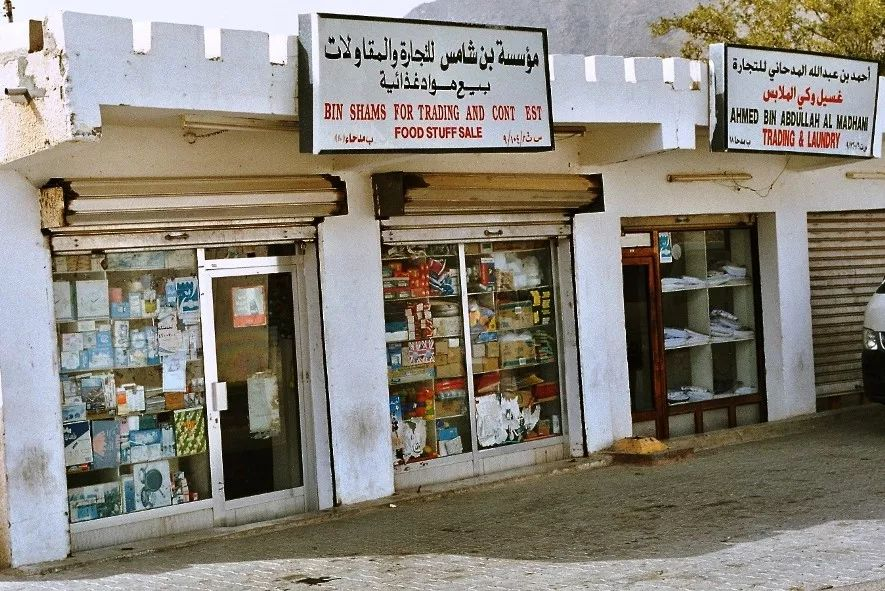 مؤسسة بن شامس للتجارة والمقاولات
بيع مواد غذائية
BIN SHAMS FOR TRADING AND CONT EST
FOOD STUFF SALE
أحمد بن عبدالله المدحاني للتجارة
غسيل وكي الملابس
AHMED BIN ABDULLAH AL MADHANI
TRADING & LAUNDRY